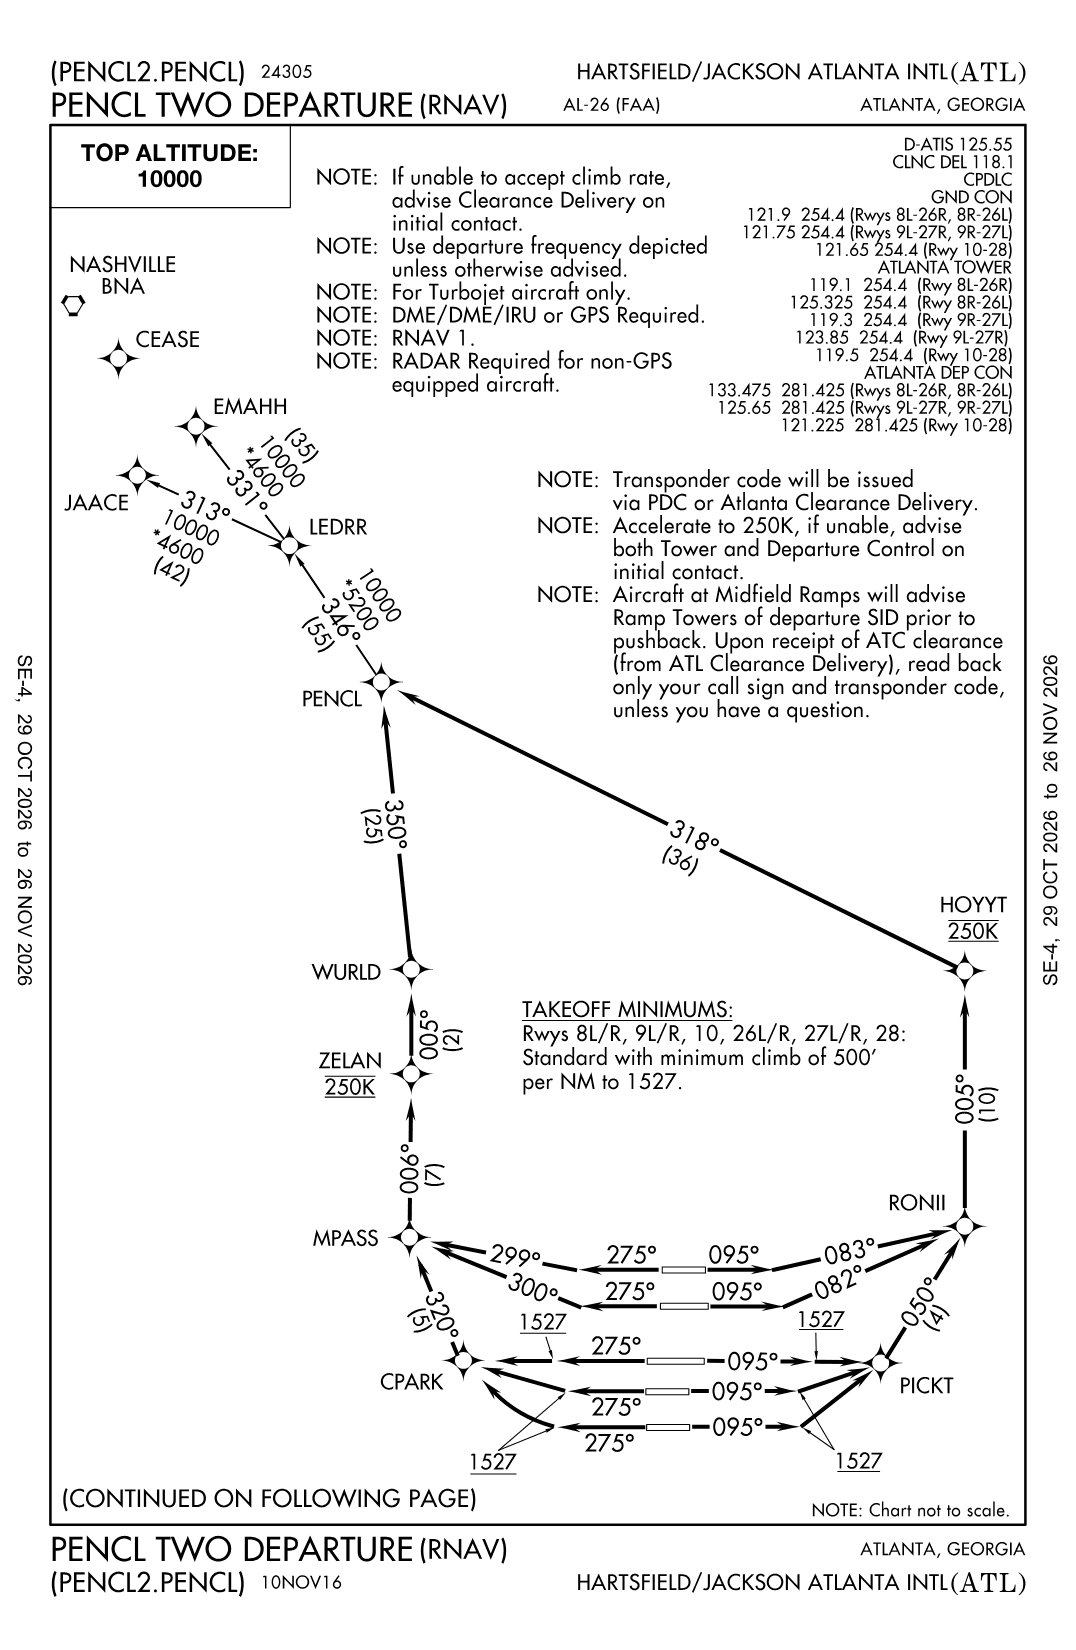 (PENCL2.PENCL) 24305
HARTSFIELD/JACKSON ATLANTA INTL (ATL)
PENCL TWO DEPARTURE (RNAV)
AL-26 (FAA)
ATLANTA, GEORGIA
TOP ALTITUDE:
10000
NOTE: If unable to accept climb rate,
advise Clearance Delivery on
initial contact.
NOTE: Use departure frequency depicted
unless otherwise advised.
NOTE: For Turbojet aircraft only.
NOTE: DME/DME/IRU or GPS Required.
NOTE: RNAV 1.
NOTE: RADAR Required for non-GPS
equipped aircraft.
D-ATIS 125.55
CLNC DEL 118.1
CPDLC
GND CON
121.9 254.4 (Rwys 8L-26R, 8R-26L)
121.75 254.4 (Rwys 9L-27R, 9R-27L)
121.65 254.4 (Rwy 10-28)
ATLANTA TOWER
119.1 254.4 (Rwy 8L-26R)
125.325 254.4 (Rwy 8R-26L)
119.3 254.4 (Rwy 9R-27L)
123.85 254.4 (Rwy 9L-27R)
119.5 254.4 (Rwy 10-28)
ATLANTA DEP CON
133.475 281.425 (Rwys 8L-26R, 8R-26L)
125.65 281.425 (Rwys 9L-27R, 9R-27L)
121.225 281.425 (Rwy 10-28)
NASHVILLE
BNA
CEASE
EMAHH
JAACE
331°
*4600
10000
(35)
313°
10000
*4600
(42)
LEDRR
10000
*5200
346°
(55)
PENCL
NOTE: Transponder code will be issued
via PDC or Atlanta Clearance Delivery.
NOTE: Accelerate to 250K, if unable, advise
both Tower and Departure Control on
initial contact.
NOTE: Aircraft at Midfield Ramps will advise
Ramp Towers of departure SID prior to
pushback. Upon receipt of ATC clearance
(from ATL Clearance Delivery), read back
only your call sign and transponder code,
unless you have a question.
SE-4, 29 OCT 2026 to 26 NOV 2026
SE-4, 29 OCT 2026 to 26 NOV 2026
350°
(25)
318°
(36)
HOYYT
250K
WURLD
005°
(2)
ZELAN
250K
TAKEOFF MINIMUMS:
Rwys 8L/R, 9L/R, 10, 26L/R, 27L/R, 28:
Standard with minimum climb of 500'
per NM to 1527.
005°
(10)
006°
(7)
RONII
MPASS
299°
275°
095°
083°
300°
275°
095°
082°
320°
(5)
1527
1527
050°
(4)
275°
095°
CPARK
PICKT
275°
095°
275°
095°
1527
1527
(CONTINUED ON FOLLOWING PAGE)
NOTE: Chart not to scale.
PENCL TWO DEPARTURE (RNAV)
ATLANTA, GEORGIA
(PENCL2.PENCL) 10NOV16
HARTSFIELD/JACKSON ATLANTA INTL (ATL)